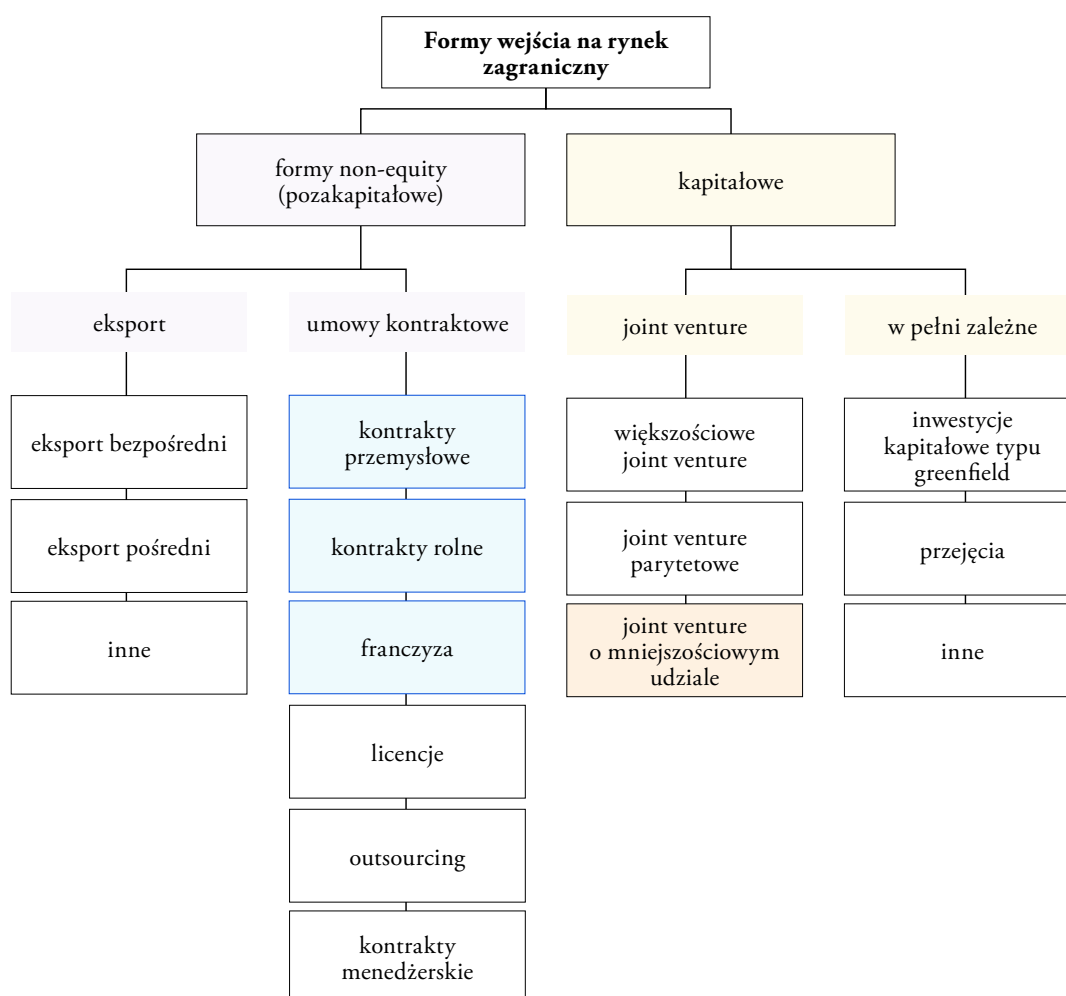 Formy wejścia na rynek
zagraniczny
formy non-equity
(pozakapitałowe)
kapitałowe
eksport
umowy kontraktowe
joint venture
w pełni zależne
eksport bezpośredni
eksport pośredni
inne
kontrakty
przemysłowe
kontrakty rolne
franczyza
licencje
outsourcing
kontrakty
menedżerskie
większościowe
joint venture
joint venture
parytetowe
joint venture
o mniejszościowym
udziale
inwestycje
kapitałowe typu
greenfield
przejęcia
inne